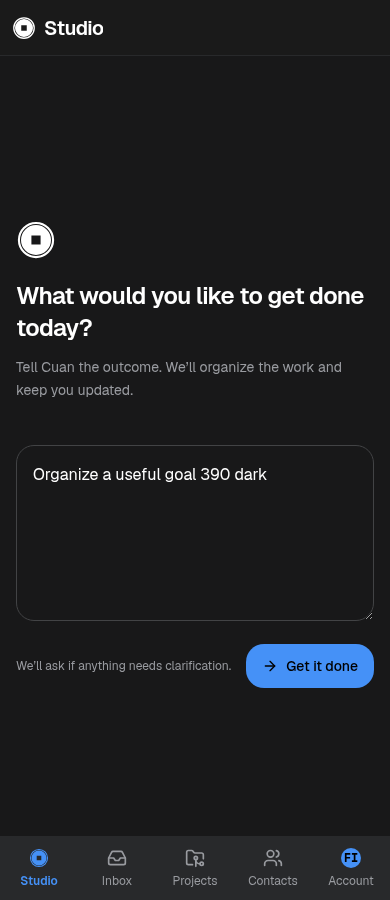 Studio
What would you like to get done
today?
Tell Cuan the outcome. We’ll organize the work and
keep you updated.
Organize a useful goal 390 dark
We’ll ask if anything needs clarification.
Get it done
FI
Studio
Inbox
Projects
Contacts
Account